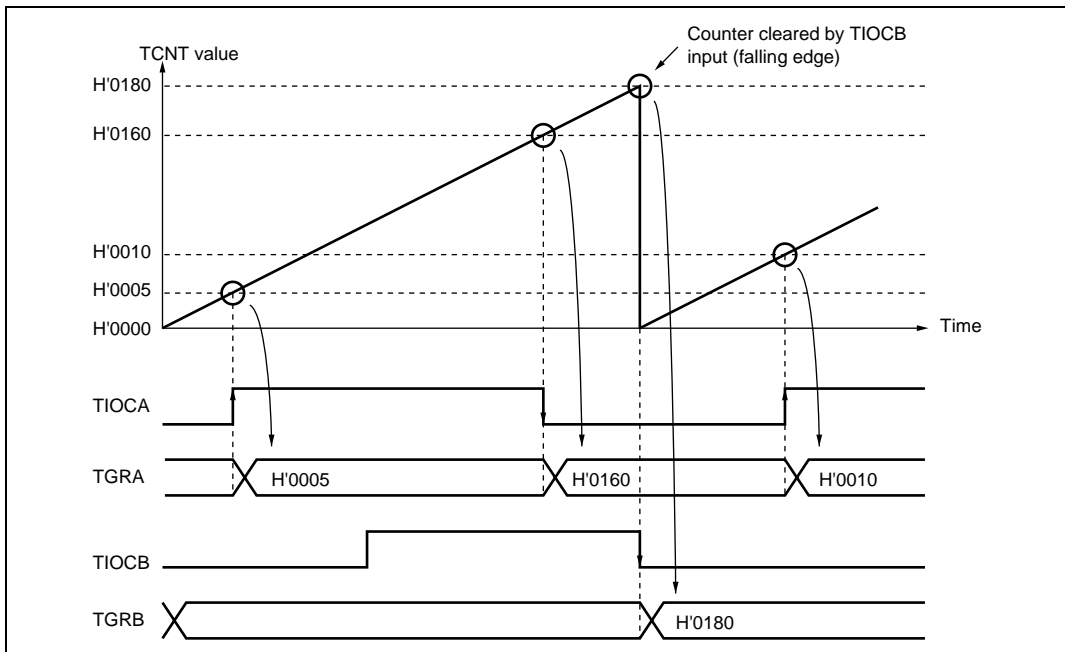 Counter cleared by TIOCB
input (falling edge)
TCNT value
H'0180
H'0160
H'0010
H'0005
H'0000
Time
TIOCA
TGRA
H'0005
H'0160
H'0010
TIOCB
TGRB
H'0180